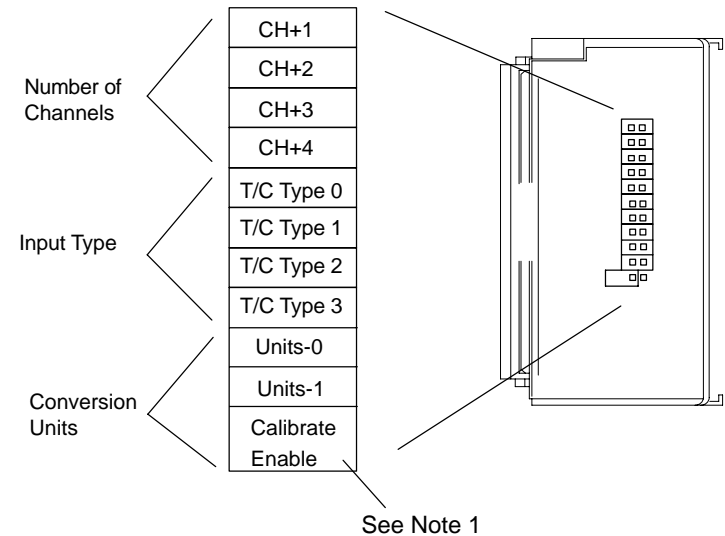 Number of
Channels
Input Type
Conversion
Units
CH+1
CH+2
CH+3
CH+4
T/C Type 0
T/C Type 1
T/C Type 2
T/C Type 3
Units-0
Units-1
Calibrate
Enable
See Note 1